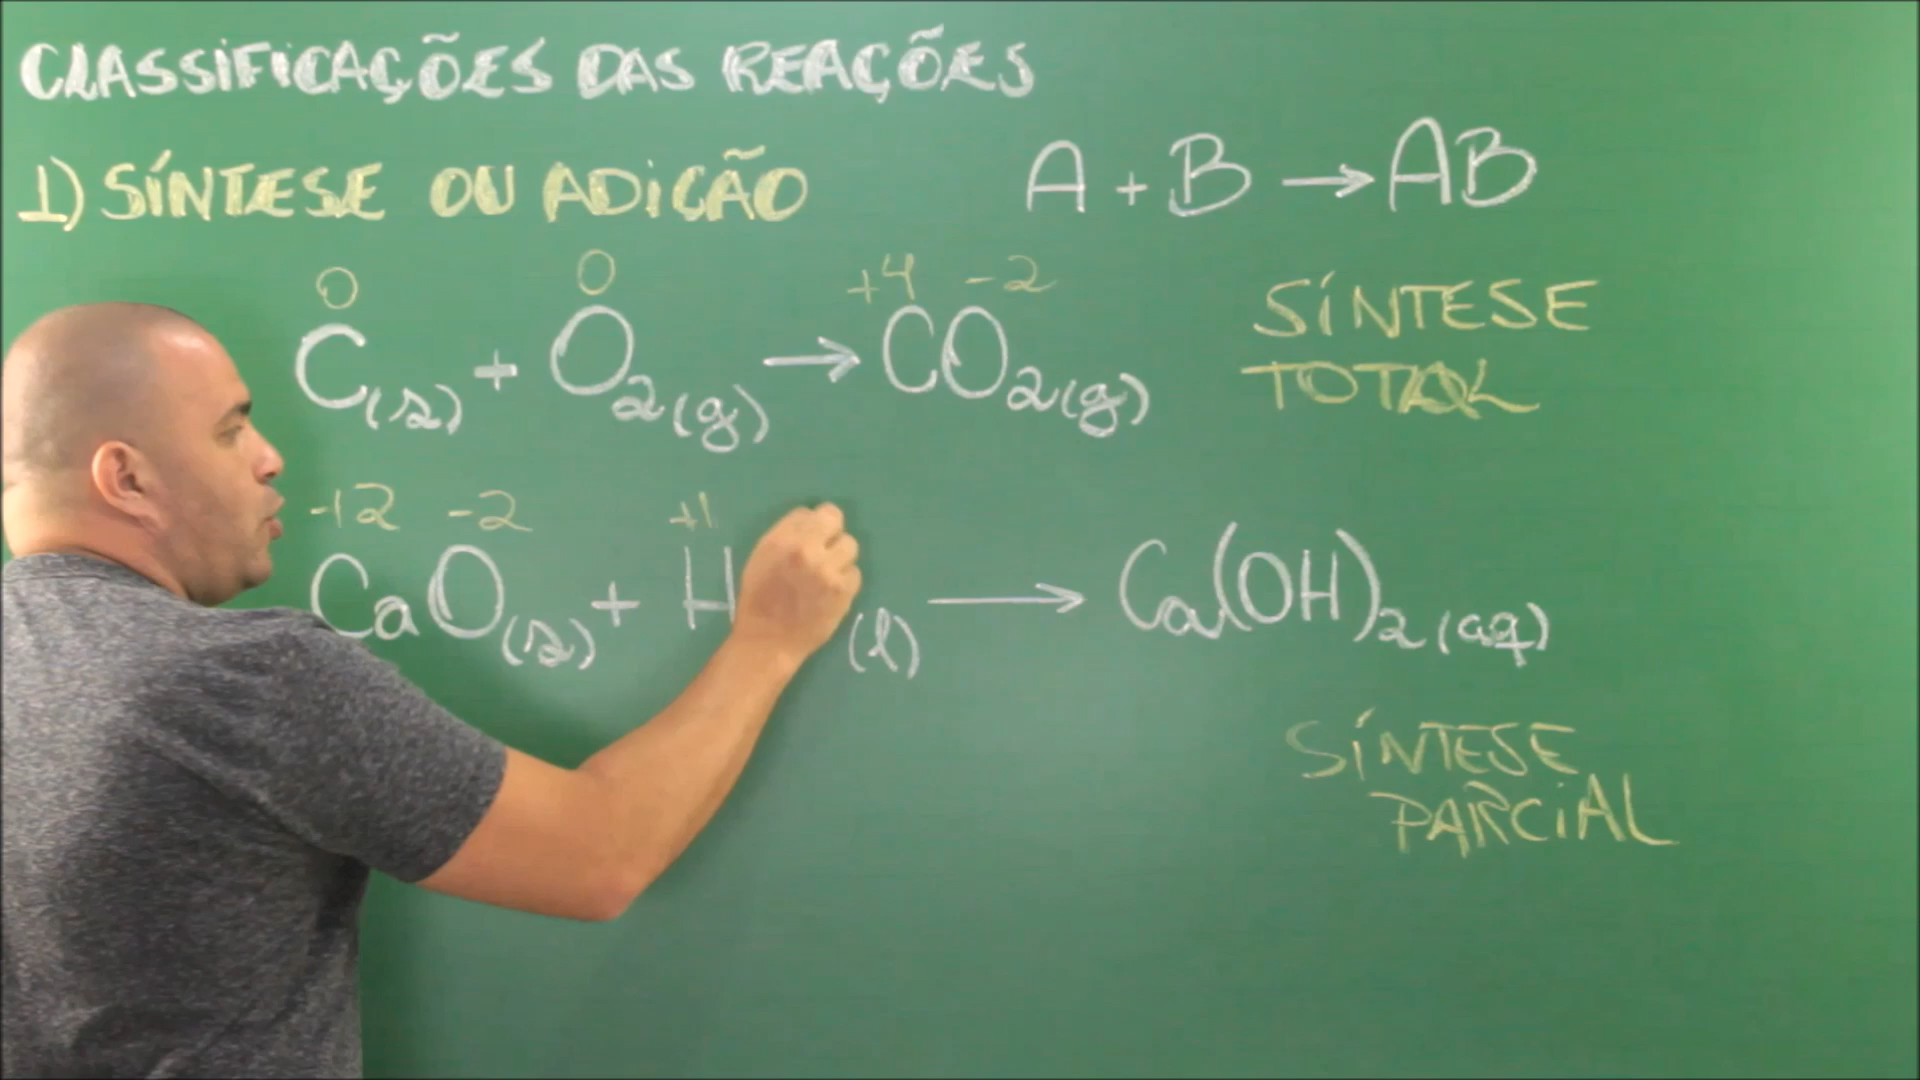 CLASSIFICAÇÕES DAS REAÇÕES
1) SÍNTESE OU ADIÇÃO
A + B → AB
0 0 +4 -2
C(s) + O2(g) → CO2(g)
SÍNTESE
TOTAL
+2 -2 +1
CaO(s) + H (l) → Ca(OH)2(aq)
SÍNTESE
PARCIAL